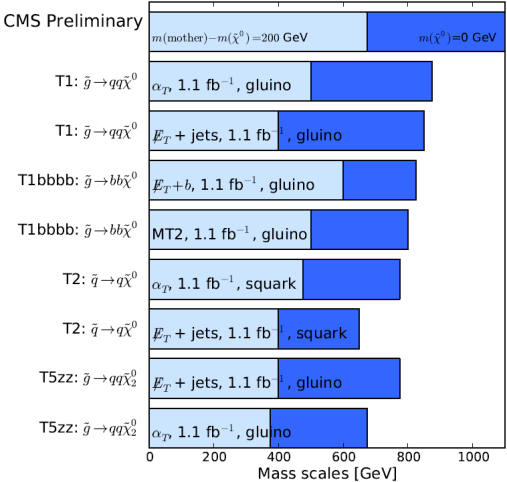 CMS Preliminary
m(mother)−m(χ̃⁰)=200 GeV m(χ̃⁰)=0 GeV
T1: g̃→qqχ̃⁰ α_T, 1.1 fb⁻¹, gluino
T1: g̃→qqχ̃⁰ E̸_T + jets, 1.1 fb⁻¹, gluino
T1bbbb: g̃→bbχ̃⁰ E̸_T+b, 1.1 fb⁻¹, gluino
T1bbbb: g̃→bbχ̃⁰ MT2, 1.1 fb⁻¹, gluino
T2: q̃→qχ̃⁰ α_T, 1.1 fb⁻¹, squark
T2: q̃→qχ̃⁰ E̸_T + jets, 1.1 fb⁻¹, squark
T5zz: g̃→qqχ̃₂⁰ E̸_T + jets, 1.1 fb⁻¹, gluino
T5zz: g̃→qqχ̃₂⁰ α_T, 1.1 fb⁻¹, gluino
0 200 400 600 800 1000
Mass scales [GeV]